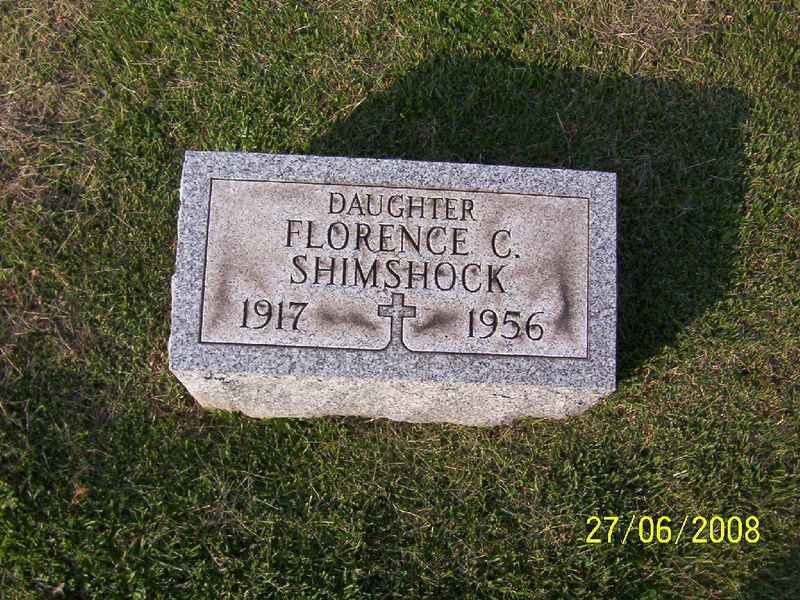 DAUGHTER
FLORENCE C.
SHIMSHOCK
1917 1956
27/06/2008